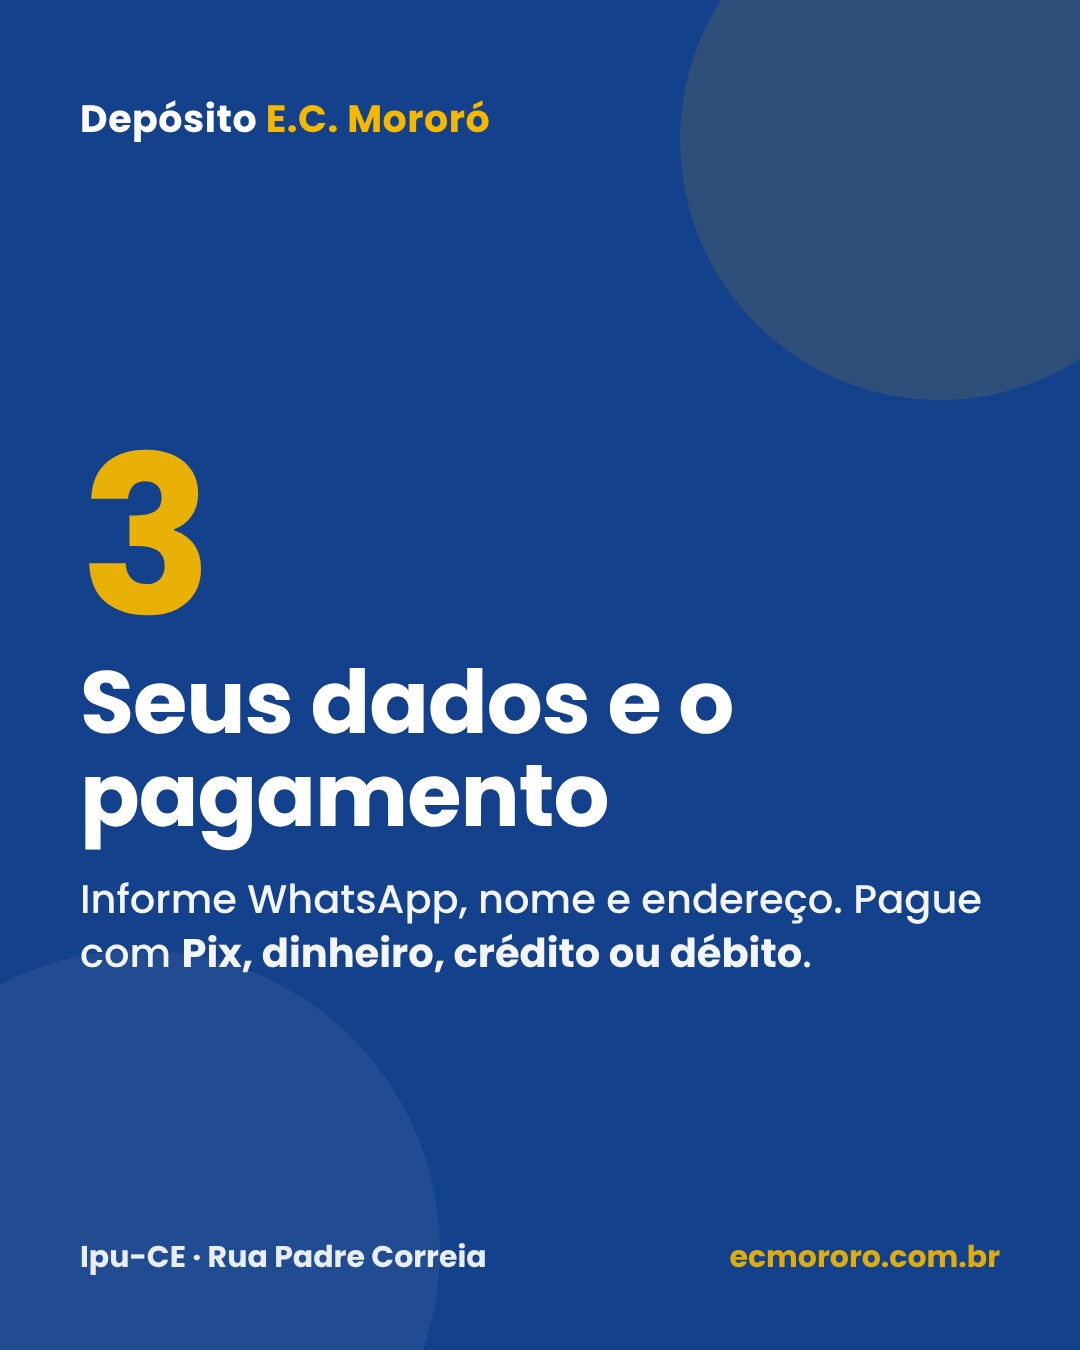 Depósito E.C. Mororó
3
Seus dados e o
pagamento
Informe WhatsApp, nome e endereço. Pague
com Pix, dinheiro, crédito ou débito.
Ipu-CE · Rua Padre Correia
ecmororo.com.br